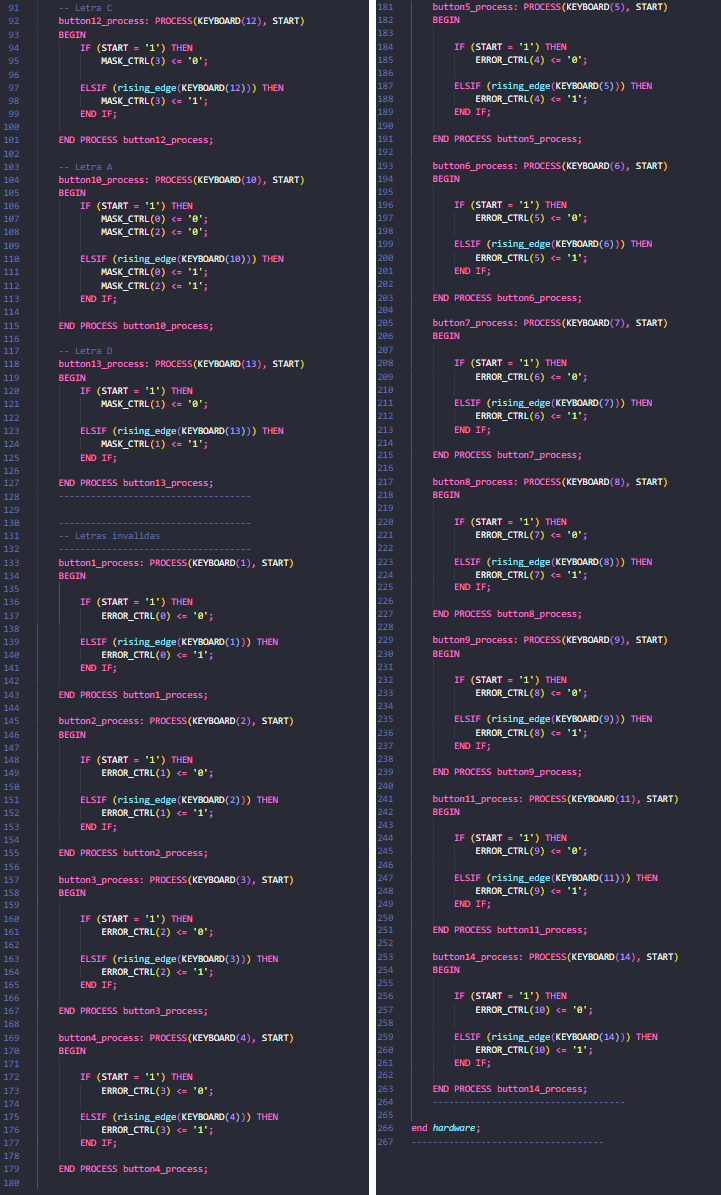 91 -- Letra C
92 button12_process: PROCESS(KEYBOARD(12), START)
93 BEGIN
94 IF (START = '1') THEN
95 MASK_CTRL(3) <= '0';
96
97 ELSIF (rising_edge(KEYBOARD(12))) THEN
98 MASK_CTRL(3) <= '1';
99 END IF;
100
101 END PROCESS button12_process;
102
103 -- Letra A
104 button10_process: PROCESS(KEYBOARD(10), START)
105 BEGIN
106 IF (START = '1') THEN
107 MASK_CTRL(0) <= '0';
108 MASK_CTRL(2) <= '0';
109
110 ELSIF (rising_edge(KEYBOARD(10))) THEN
111 MASK_CTRL(0) <= '1';
112 MASK_CTRL(2) <= '1';
113 END IF;
114
115 END PROCESS button10_process;
116
117 -- Letra D
118 button13_process: PROCESS(KEYBOARD(13), START)
119 BEGIN
120 IF (START = '1') THEN
121 MASK_CTRL(1) <= '0';
122
123 ELSIF (rising_edge(KEYBOARD(13))) THEN
124 MASK_CTRL(1) <= '1';
125 END IF;
126
127 END PROCESS button13_process;
128 ------------------------------------
129
130 ------------------------------------
131 -- Letras invalidas
132 ------------------------------------
133 button1_process: PROCESS(KEYBOARD(1), START)
134 BEGIN
135
136 IF (START = '1') THEN
137 ERROR_CTRL(0) <= '0';
138
139 ELSIF (rising_edge(KEYBOARD(1))) THEN
140 ERROR_CTRL(0) <= '1';
141 END IF;
142
143 END PROCESS button1_process;
144
145 button2_process: PROCESS(KEYBOARD(2), START)
146 BEGIN
147
148 IF (START = '1') THEN
149 ERROR_CTRL(1) <= '0';
150
151 ELSIF (rising_edge(KEYBOARD(2))) THEN
152 ERROR_CTRL(1) <= '1';
153 END IF;
154
155 END PROCESS button2_process;
156
157 button3_process: PROCESS(KEYBOARD(3), START)
158 BEGIN
159
160 IF (START = '1') THEN
161 ERROR_CTRL(2) <= '0';
162
163 ELSIF (rising_edge(KEYBOARD(3))) THEN
164 ERROR_CTRL(2) <= '1';
165 END IF;
166
167 END PROCESS button3_process;
168
169 button4_process: PROCESS(KEYBOARD(4), START)
170 BEGIN
171
172 IF (START = '1') THEN
173 ERROR_CTRL(3) <= '0';
174
175 ELSIF (rising_edge(KEYBOARD(4))) THEN
176 ERROR_CTRL(3) <= '1';
177 END IF;
178
179 END PROCESS button4_process;
180
181 button5_process: PROCESS(KEYBOARD(5), START)
182 BEGIN
183
184 IF (START = '1') THEN
185 ERROR_CTRL(4) <= '0';
186
187 ELSIF (rising_edge(KEYBOARD(5))) THEN
188 ERROR_CTRL(4) <= '1';
189 END IF;
190
191 END PROCESS button5_process;
192
193 button6_process: PROCESS(KEYBOARD(6), START)
194 BEGIN
195
196 IF (START = '1') THEN
197 ERROR_CTRL(5) <= '0';
198
199 ELSIF (rising_edge(KEYBOARD(6))) THEN
200 ERROR_CTRL(5) <= '1';
201 END IF;
202
203 END PROCESS button6_process;
204
205 button7_process: PROCESS(KEYBOARD(7), START)
206 BEGIN
207
208 IF (START = '1') THEN
209 ERROR_CTRL(6) <= '0';
210
211 ELSIF (rising_edge(KEYBOARD(7))) THEN
212 ERROR_CTRL(6) <= '1';
213 END IF;
214
215 END PROCESS button7_process;
216
217 button8_process: PROCESS(KEYBOARD(8), START)
218 BEGIN
219
220 IF (START = '1') THEN
221 ERROR_CTRL(7) <= '0';
222
223 ELSIF (rising_edge(KEYBOARD(8))) THEN
224 ERROR_CTRL(7) <= '1';
225 END IF;
226
227 END PROCESS button8_process;
228
229 button9_process: PROCESS(KEYBOARD(9), START)
230 BEGIN
231
232 IF (START = '1') THEN
233 ERROR_CTRL(8) <= '0';
234
235 ELSIF (rising_edge(KEYBOARD(9))) THEN
236 ERROR_CTRL(8) <= '1';
237 END IF;
238
239 END PROCESS button9_process;
240
241 button11_process: PROCESS(KEYBOARD(11), START)
242 BEGIN
243
244 IF (START = '1') THEN
245 ERROR_CTRL(9) <= '0';
246
247 ELSIF (rising_edge(KEYBOARD(11))) THEN
248 ERROR_CTRL(9) <= '1';
249 END IF;
250
251 END PROCESS button11_process;
252
253 button14_process: PROCESS(KEYBOARD(14), START)
254 BEGIN
255
256 IF (START = '1') THEN
257 ERROR_CTRL(10) <= '0';
258
259 ELSIF (rising_edge(KEYBOARD(14))) THEN
260 ERROR_CTRL(10) <= '1';
261 END IF;
262
263 END PROCESS button14_process;
264 ------------------------------------
265
266 end hardware;
267 ------------------------------------